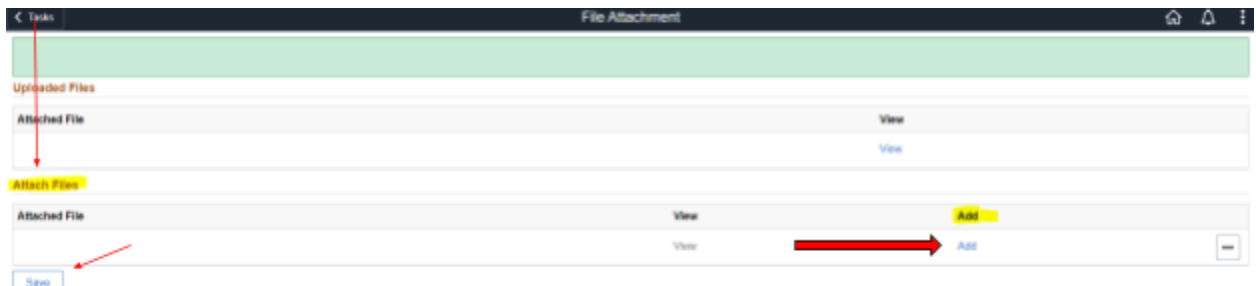 Tasks File Attachment
Uploaded Files
Attached File View
View
Attach Files
Attached File View Add
View Add
Save